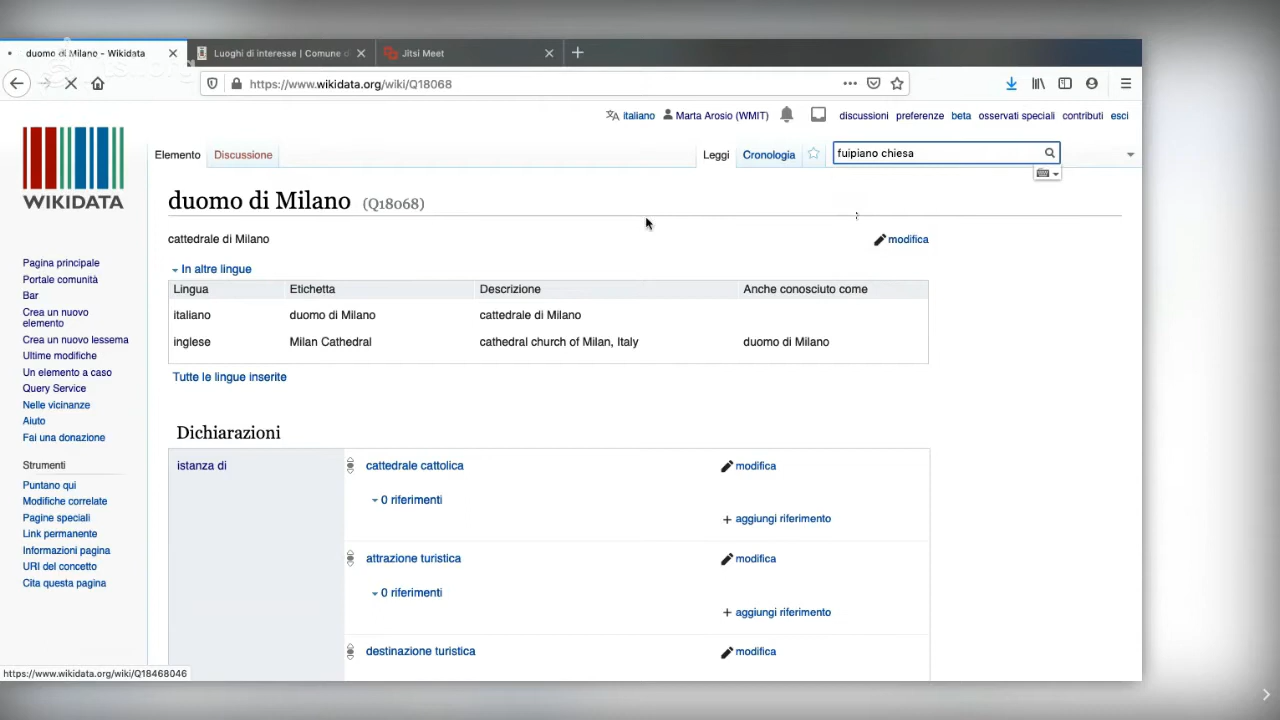 duomo di Milano - Wikidata
Luoghi di interesse | Comune d
Jitsi Meet
https://www.wikidata.org/wiki/Q18068
italiano Marta Arosio (WMIT) discussioni preferenze beta osservati speciali contributi esci
Elemento Discussione Leggi Cronologia fuipiano chiesa
WIKIDATA
duomo di Milano (Q18068)
cattedrale di Milano modifica
In altre lingue
Lingua Etichetta Descrizione Anche conosciuto come
italiano duomo di Milano cattedrale di Milano
inglese Milan Cathedral cathedral church of Milan, Italy duomo di Milano
Tutte le lingue inserite
Dichiarazioni
istanza di cattedrale cattolica modifica
0 riferimenti
+ aggiungi riferimento
attrazione turistica modifica
0 riferimenti
+ aggiungi riferimento
destinazione turistica modifica
Pagina principale
Portale comunità
Bar
Crea un nuovo
elemento
Crea un nuovo lessema
Ultime modifiche
Un elemento a caso
Query Service
Nelle vicinanze
Aiuto
Fai una donazione
Strumenti
Puntano qui
Modifiche correlate
Pagine speciali
Link permanente
Informazioni pagina
URI del concetto
Cita questa pagina
https://www.wikidata.org/wiki/Q18468046